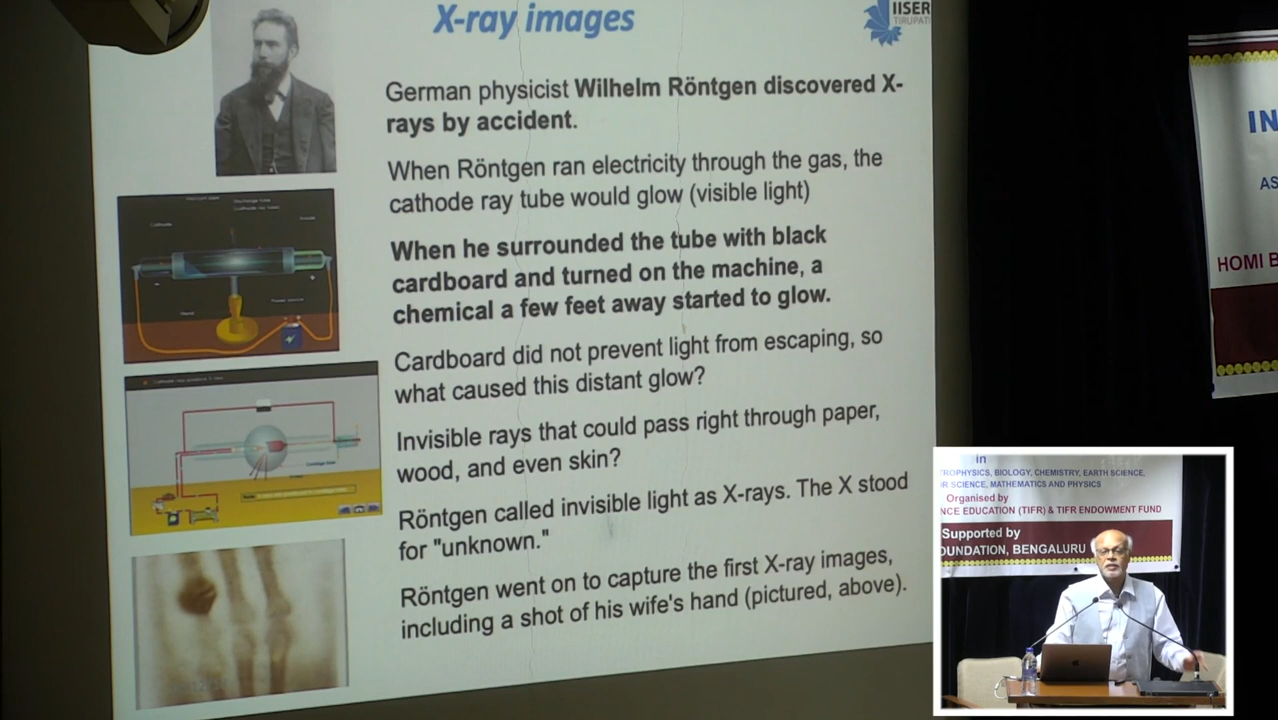 X-ray images
IISER
TIRUPATI
German physicist Wilhelm Röntgen discovered X-
rays by accident.
When Röntgen ran electricity through the gas, the
cathode ray tube would glow (visible light)
When he surrounded the tube with black
cardboard and turned on the machine, a
chemical a few feet away started to glow.
Cardboard did not prevent light from escaping, so
what caused this distant glow?
Invisible rays that could pass right through paper,
wood, and even skin?
Röntgen called invisible light as X-rays. The X stood
for "unknown."
Röntgen went on to capture the first X-ray images,
including a shot of his wife's hand (pictured, above).
Cathode
Stand
IN
AS
HOMI B
in
TROPHYSICS, BIOLOGY, CHEMISTRY, EARTH SCIENCE,
R SCIENCE, MATHEMATICS AND PHYSICS
Organised by
NCE EDUCATION (TIFR) & TIFR ENDOWMENT FUND
Supported by
OUNDATION, BENGALURU